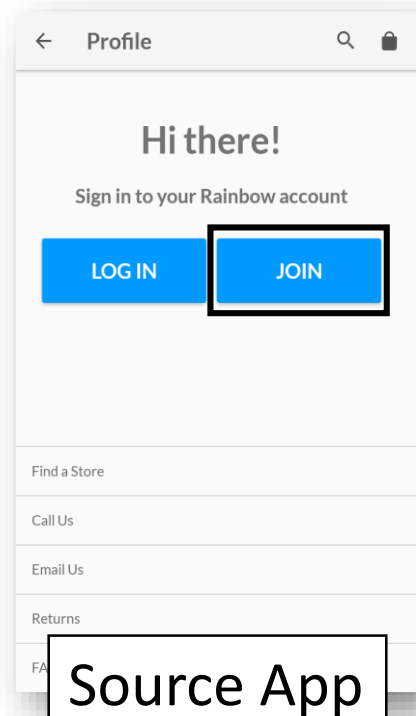 Profile
Hi there!
Sign in to your Rainbow account
LOG IN JOIN
Find a Store
Call Us
Email Us
Returns
FA
Source App